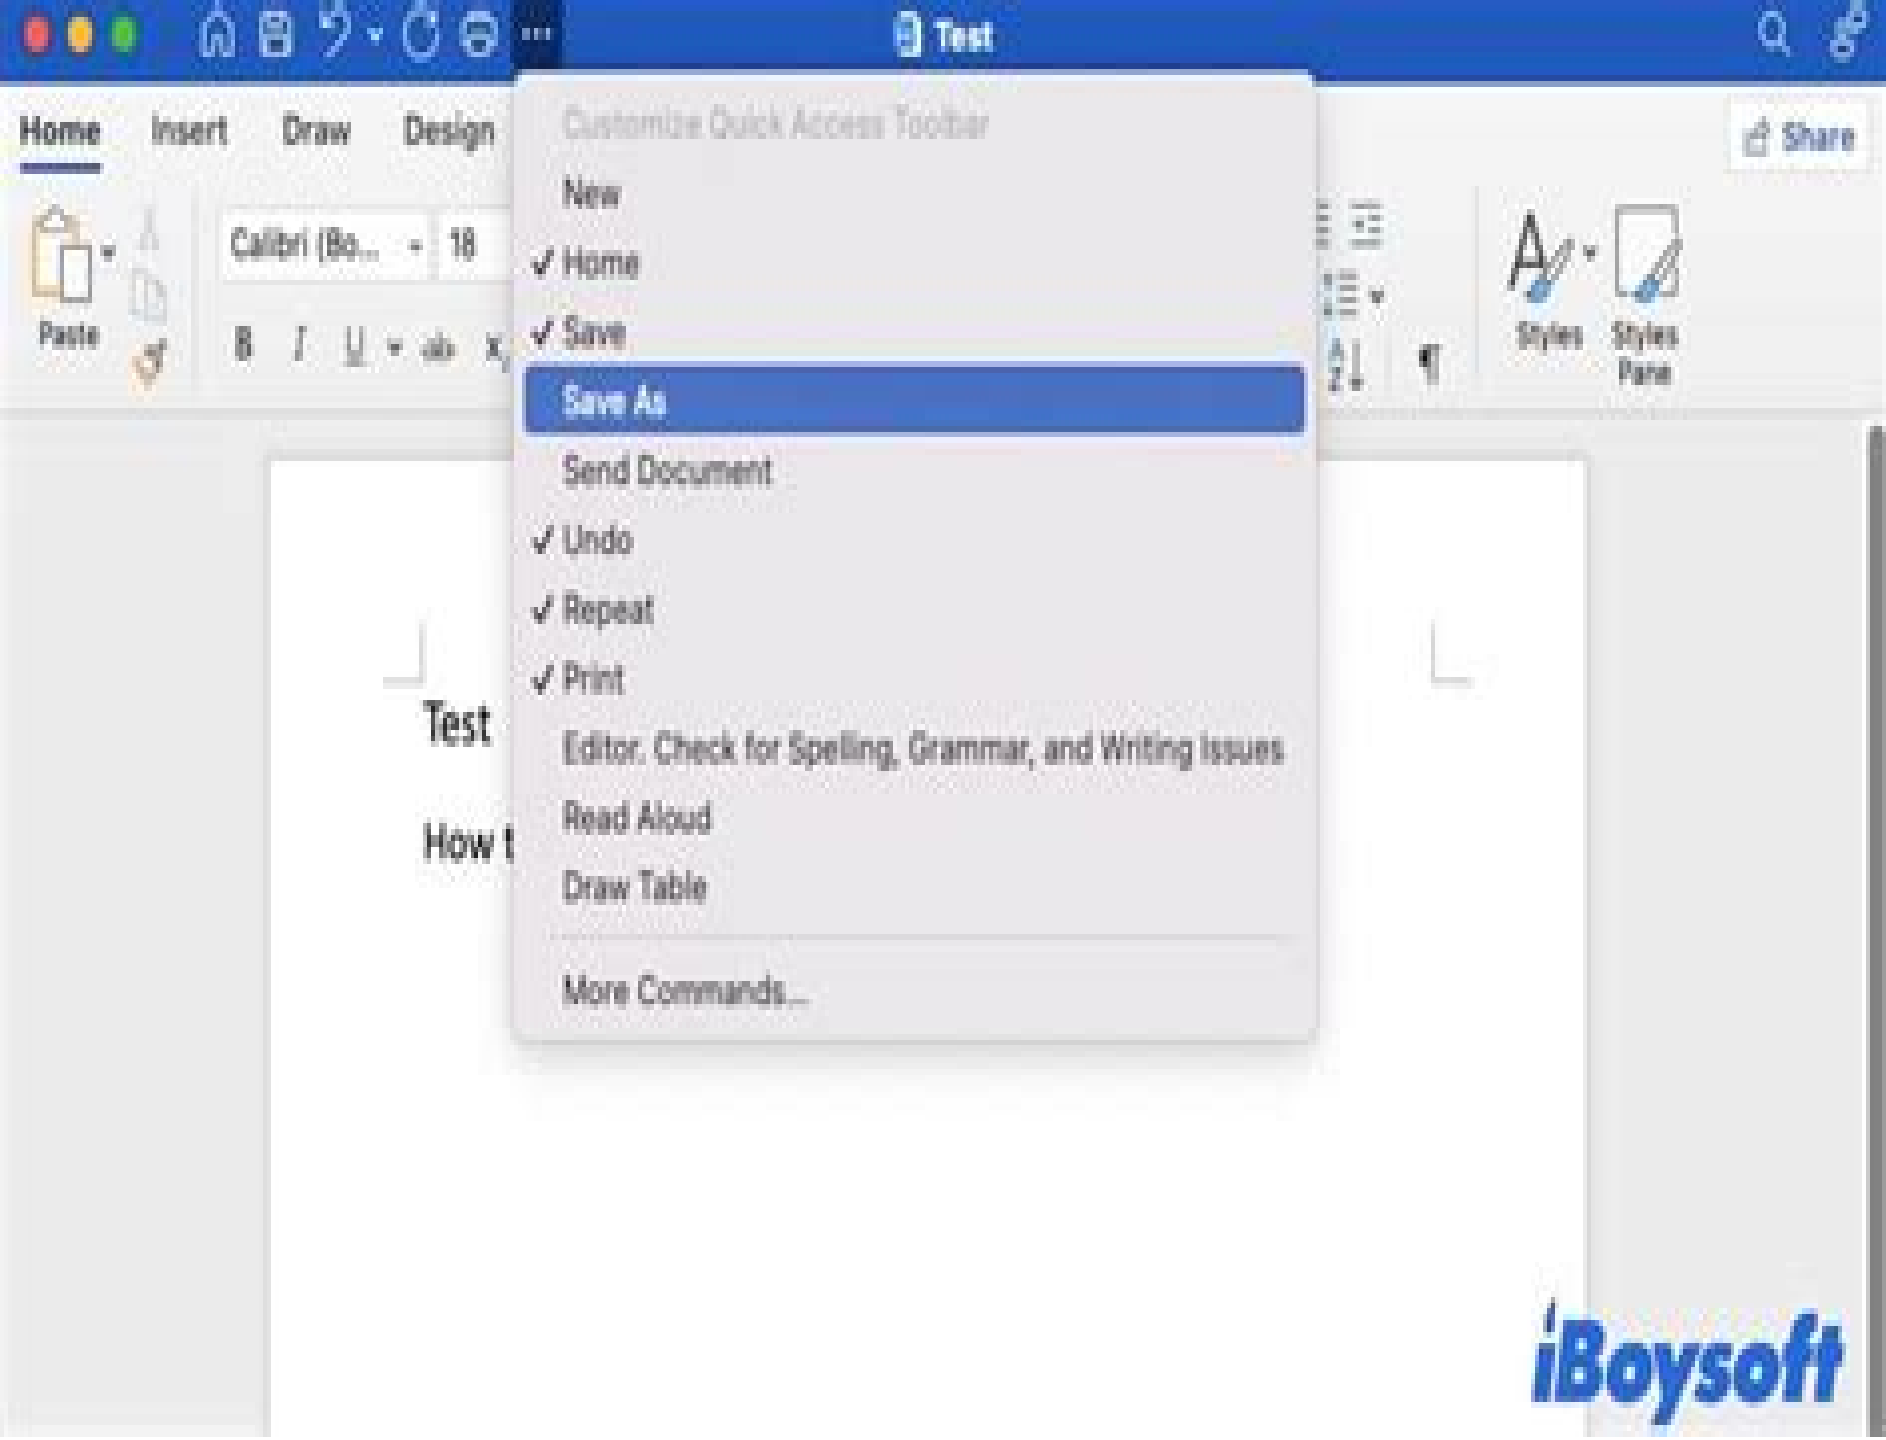 Test
Home Insert Draw Design
Share
Customize Quick Access Toolbar
New
✓ Home
✓ Save
Save As
Send Document
✓ Undo
✓ Repeat
✓ Print
Editor. Check for Spelling, Grammar, and Writing Issues
Read Aloud
Draw Table
More Commands...
Calibri (Bo... 18
Paste
B I U ab X
A
Z
¶
Styles
Styles
Pane
Test
How t
iBoysoft